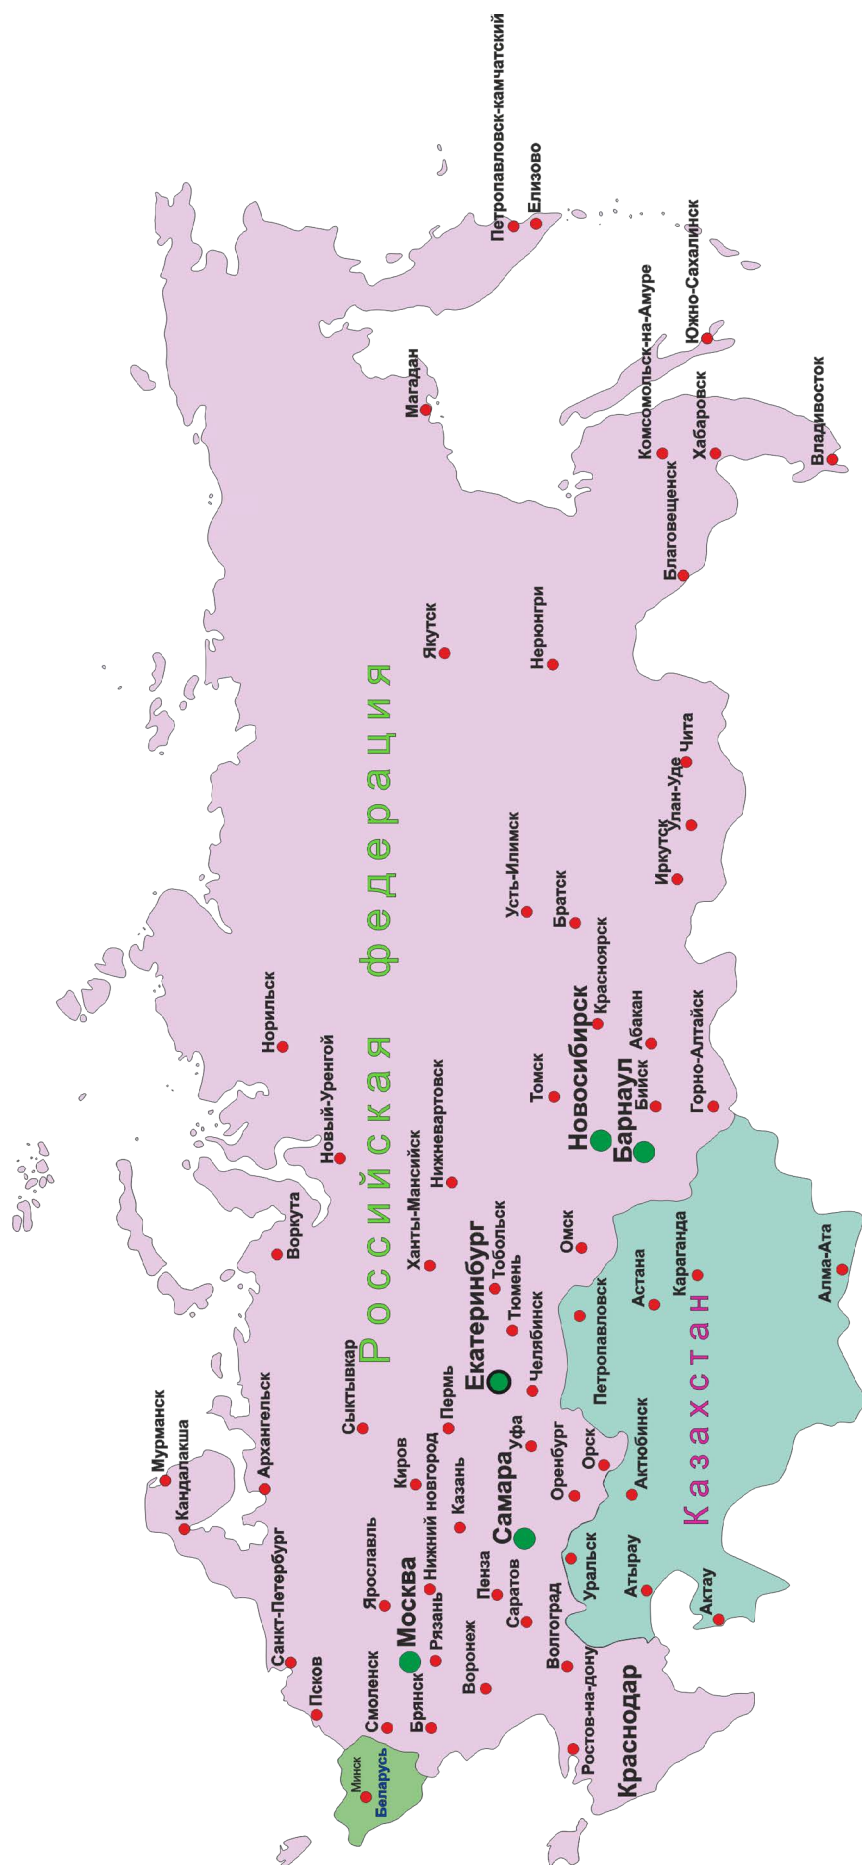 Мурманск
Кандалакша
Архангельск
Санкт-Петербург
Псков
Воркута
Норильск
Новый-Уренгой
Российская федерация
Сыктывкар
Ханты-Мансийск
Нижневартовск
Магадан
Якутск
Петропавловск-камчатский
Елизово
Минск
Беларусь
Смоленск
Брянск
Ярославль
Москва
Рязань
Киров
Нижний новгород
Казань
Пермь
Воронеж
Пенза
Саратов
Самара
Уфа
Екатеринбург
Тобольск
Тюмень
Челябинск
Омск
Томск
Новосибирск
Красноярск
Барнаул
Бийск
Абакан
Горно-Алтайск
Усть-Илимск
Братск
Иркутск
Улан-Уде
Чита
Нерюнгри
Благовещенск
Комсомольск-на-Амуре
Хабаровск
Южно-Сахалинск
Владивосток
Волгоград
Ростов-на-дону
Краснодар
Оренбург
Орск
Уральск
Атырау
Актау
Актюбинск
Петропавловск
Астана
Караганда
Казахстан
Алма-Ата